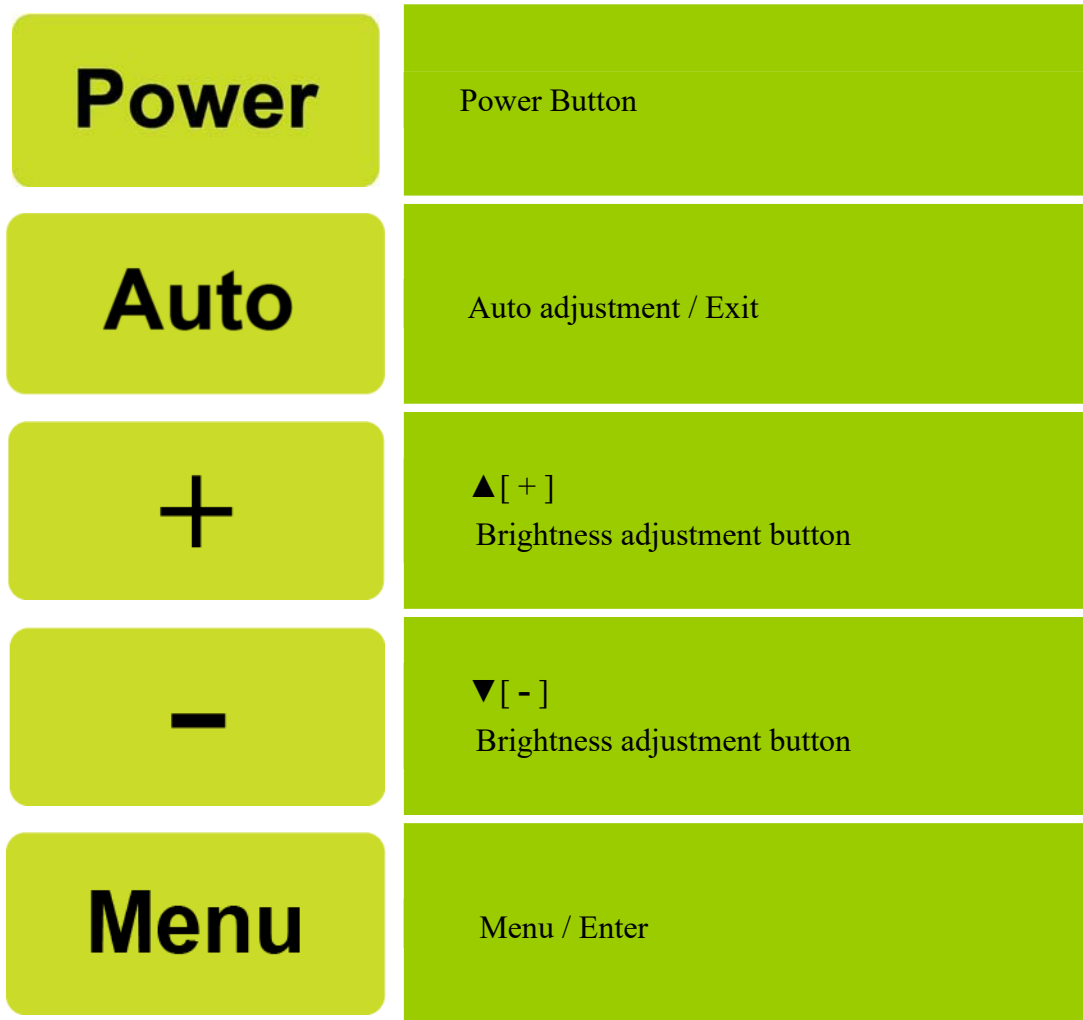 Power
Power Button
Auto
Auto adjustment / Exit
+
▲[ + ]
Brightness adjustment button
-
▼[ - ]
Brightness adjustment button
Menu
Menu / Enter